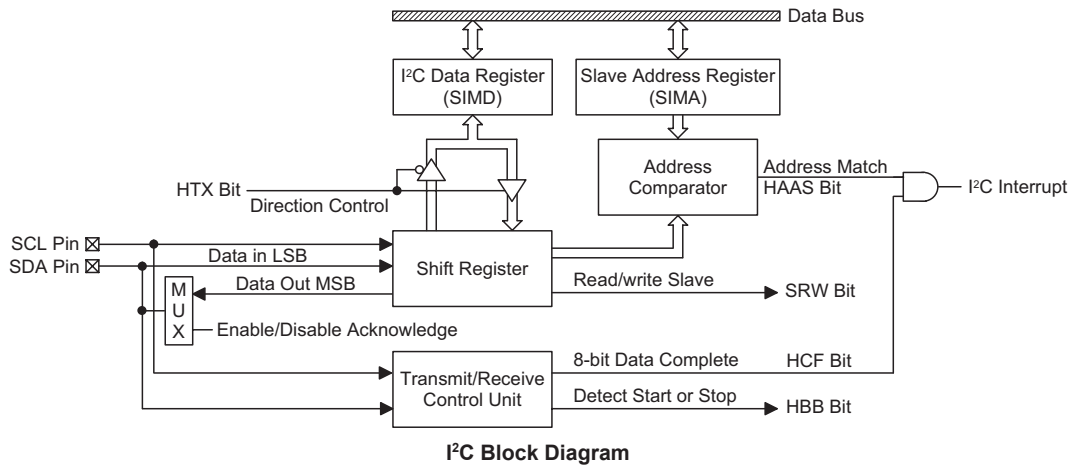 Data Bus
I²C Data Register
(SIMD)
Slave Address Register
(SIMA)
Address
Comparator
Address Match
HAAS Bit
I²C Interrupt
HTX Bit
Direction Control
SCL Pin
SDA Pin
Data in LSB
Shift Register
M
U
X
Data Out MSB
Read/write Slave
SRW Bit
Enable/Disable Acknowledge
Transmit/Receive
Control Unit
8-bit Data Complete
HCF Bit
Detect Start or Stop
HBB Bit
I²C Block Diagram